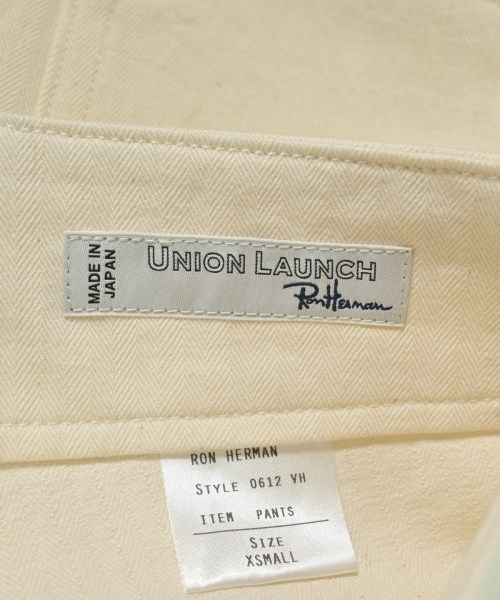 MADE IN
JAPAN
UNION LAUNCH
Ron Herman
RON HERMAN
STYLE 0612 VH
ITEM PANTS
SIZE
XSMALL